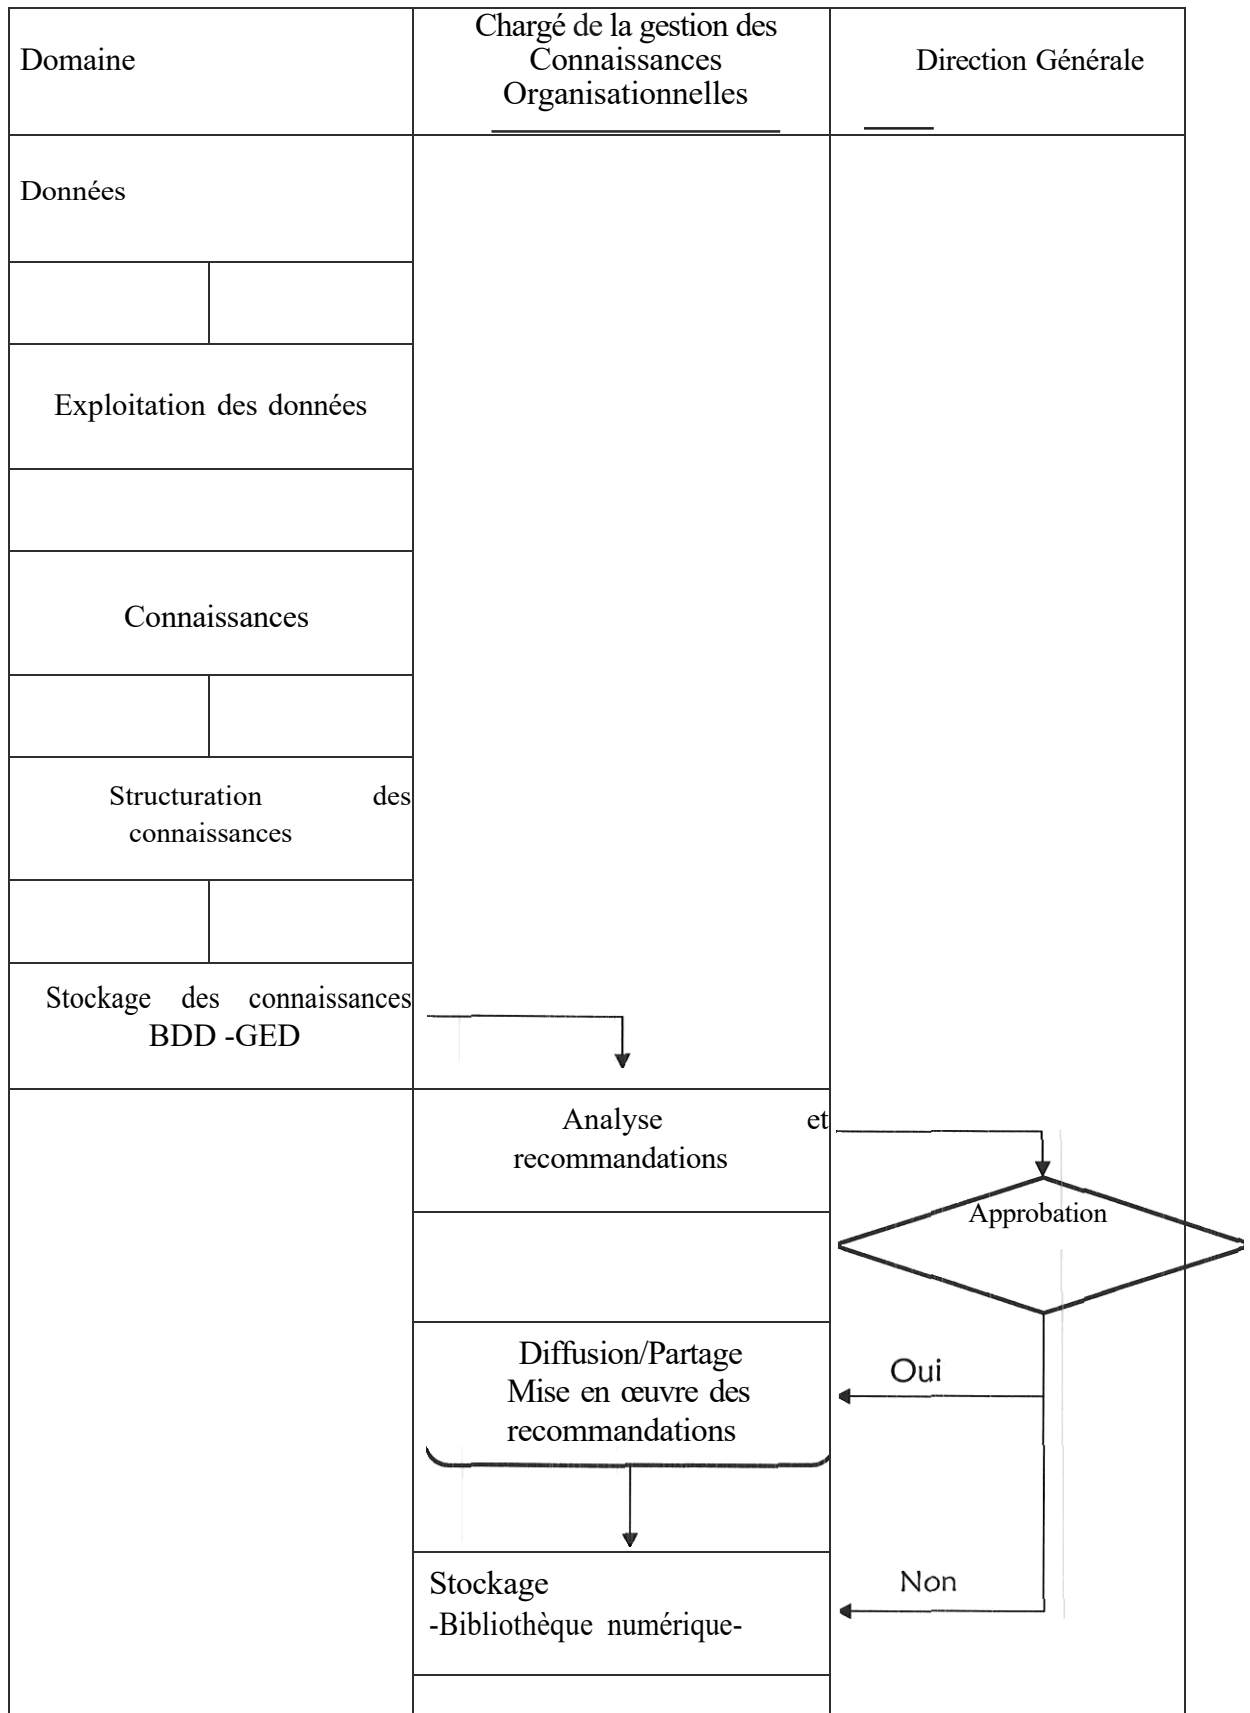 Domaine
Chargé de la gestion des
Connaissances
Organisationnelles
Direction Générale
Données
Exploitation des données
Connaissances
Structuration des
connaissances
Stockage des connaissances
BDD -GED
Analyse et
recommandations
Approbation
Diffusion/Partage
Mise en œuvre des
recommandations
Oui
Stockage
-Bibliothèque numérique-
Non